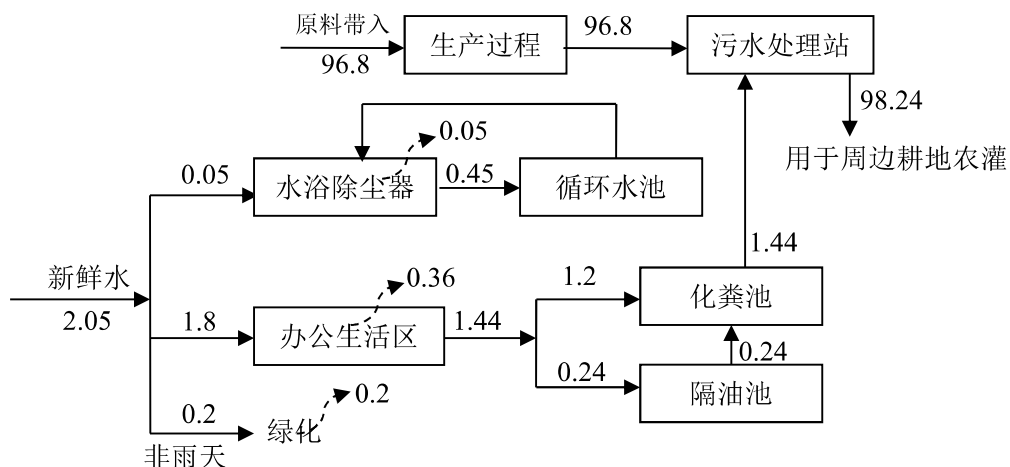 原料带入
96.8
生产过程
96.8
污水处理站
98.24
用于周边耕地农灌
0.05
水浴除尘器
0.05
0.45
循环水池
新鲜水
2.05
1.8
办公生活区
0.36
1.44
1.2
化粪池
1.44
0.24
隔油池
0.24
0.2
绿化
0.2
非雨天